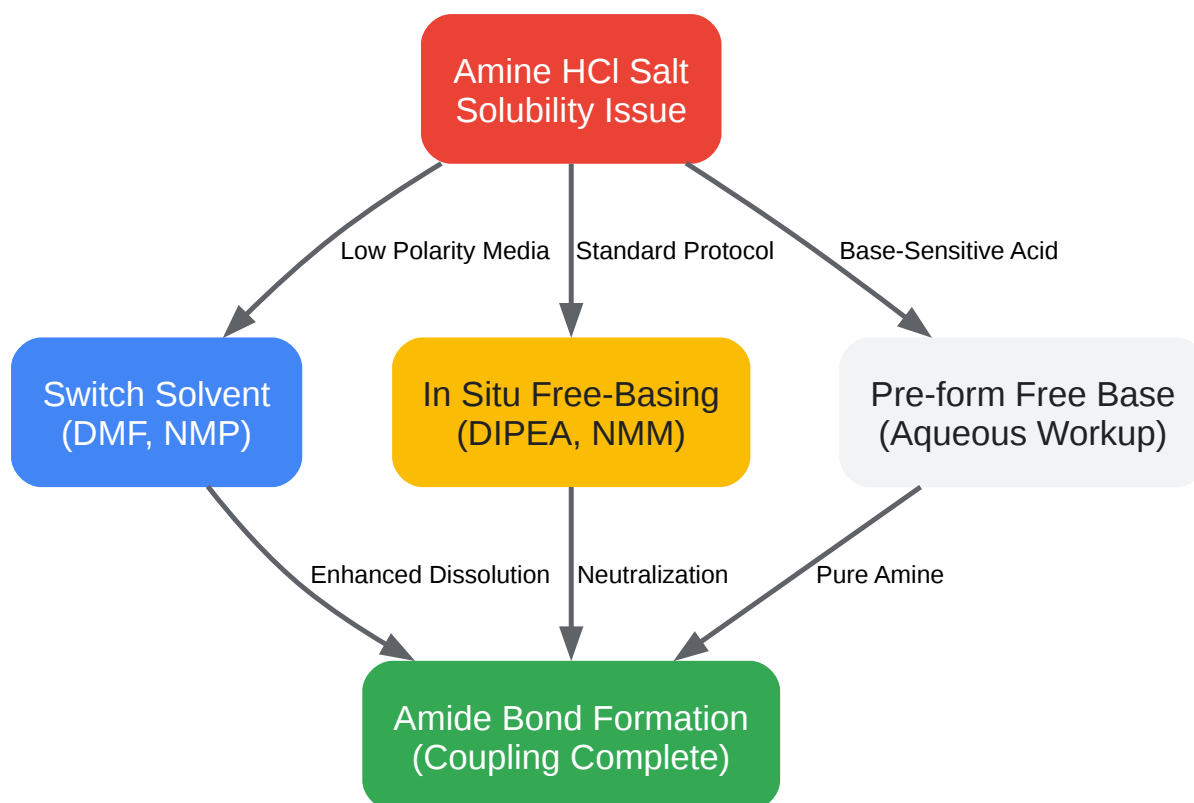 Amine HCl Salt
Solubility Issue
Low Polarity Media
Standard Protocol
Base-Sensitive Acid
Switch Solvent
(DMF, NMP)
In Situ Free-Basing
(DIPEA, NMM)
Pre-form Free Base
(Aqueous Workup)
Enhanced Dissolution
Neutralization
Pure Amine
Amide Bond Formation
(Coupling Complete)